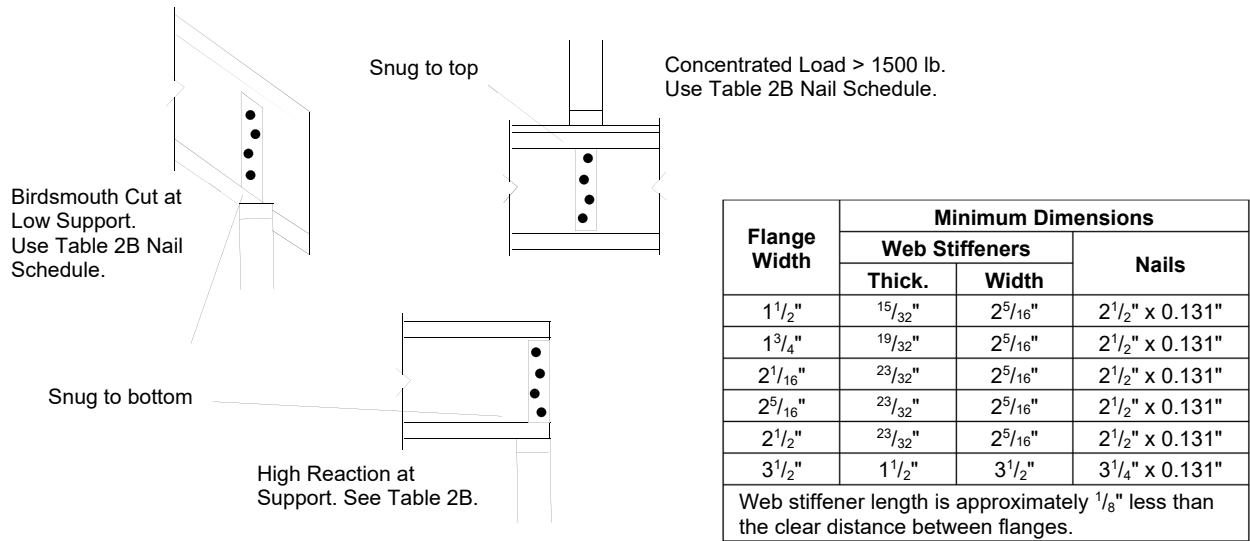 Snug to top
Concentrated Load > 1500 lb.
Use Table 2B Nail Schedule.
Birdsmouth Cut at
Low Support.
Use Table 2B Nail
Schedule.
Snug to bottom
High Reaction at
Support. See Table 2B.
Flange Width Minimum Dimensions
Web Stiffeners Nails
Thick. Width
1 1/2" 15/32" 2 5/16" 2 1/2" x 0.131"
1 3/4" 19/32" 2 5/16" 2 1/2" x 0.131"
2 1/16" 23/32" 2 5/16" 2 1/2" x 0.131"
2 5/16" 23/32" 2 5/16" 2 1/2" x 0.131"
2 1/2" 23/32" 2 5/16" 2 1/2" x 0.131"
3 1/2" 1 1/2" 3 1/2" 3 1/4" x 0.131"
Web stiffener length is approximately 1/8" less than
the clear distance between flanges.